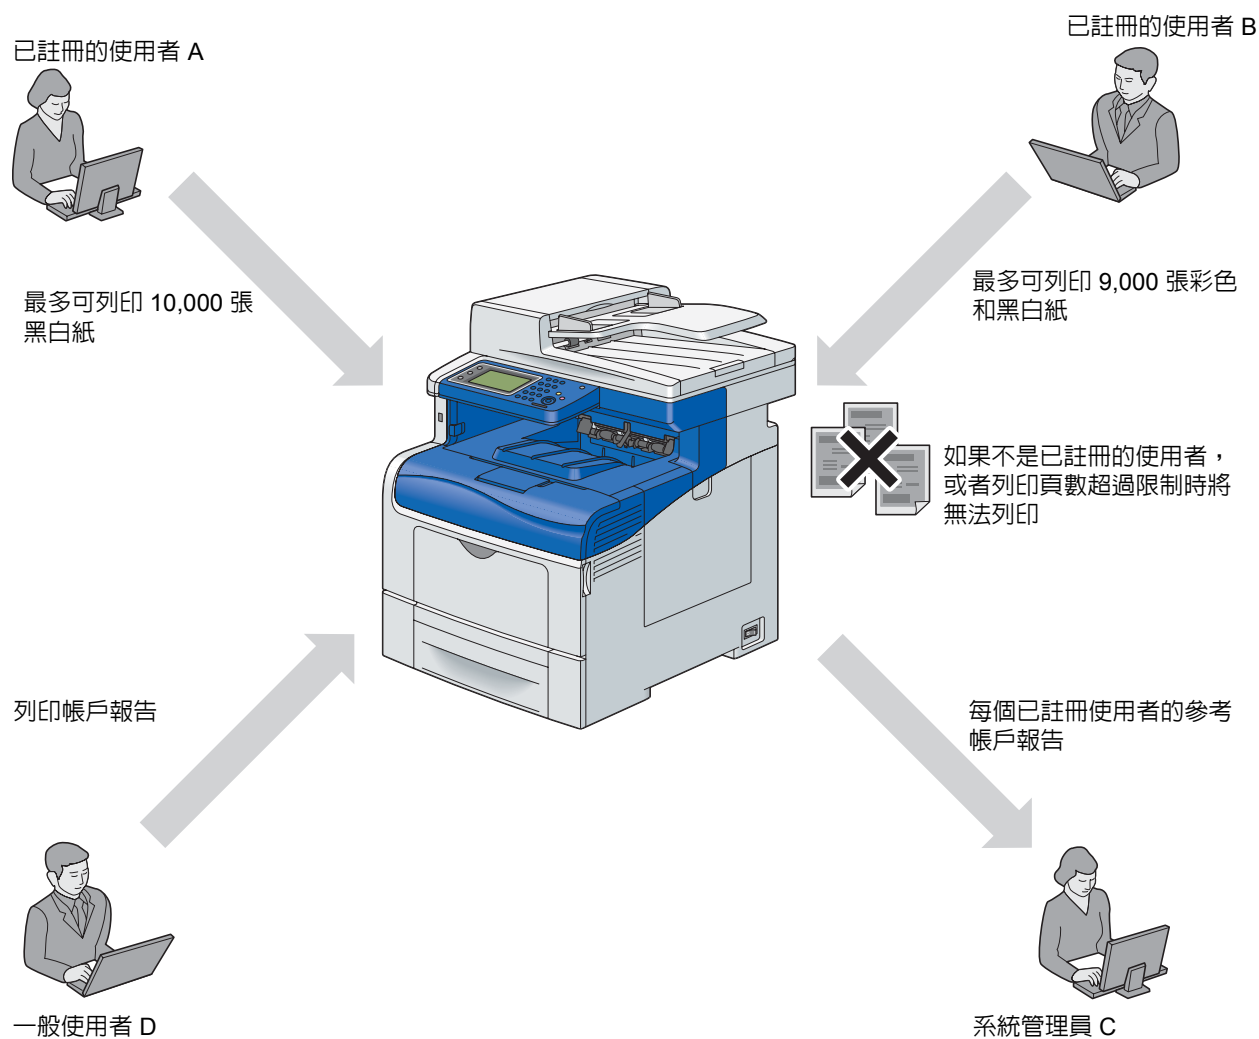 已註冊的使用者 A
已註冊的使用者 B
最多可列印 10,000 張
黑白紙
最多可列印 9,000 張彩色
和黑白紙
如果不是已註冊的使用者，
或者列印頁數超過限制時將
無法列印
列印帳戶報告
每個已註冊使用者的參考
帳戶報告
一般使用者 D
系統管理員 C